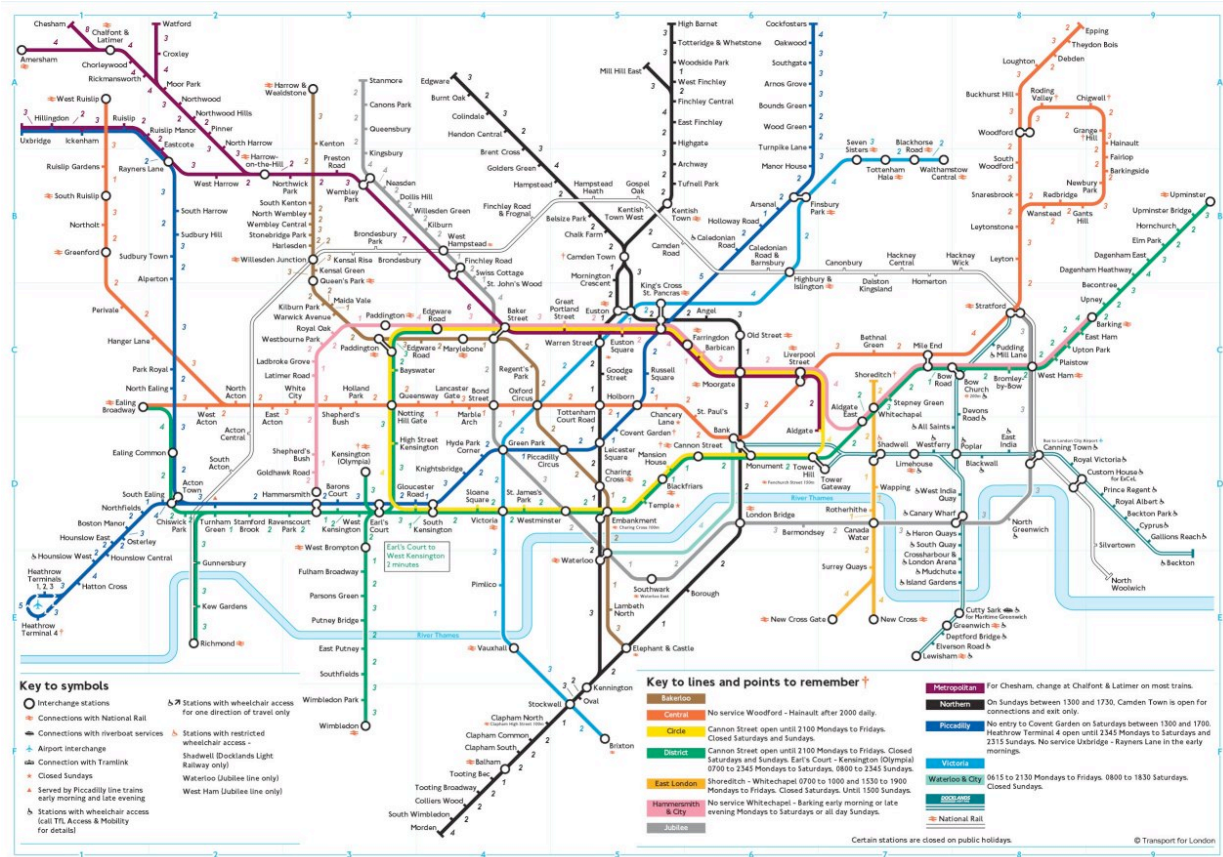 1 2 3 4 5 6 7 8 9
A
B
C
D
E
F
Chesham
Chalfont &
Latimer
Amersham
Chorleywood
Rickmansworth
Watford
Croxley
Moor Park
Northwood
Northwood Hills
Pinner
North Harrow
Harrow-
on-the-Hill
West Ruislip
Hillingdon
Uxbridge
Ickenham
Ruislip
Ruislip Manor
Eastcote
Rayners Lane
West Harrow
Northwick
Park
Preston
Road
Wembley
Park
Ruislip Gardens
South Ruislip
Northolt
Greenford
Perivale
Hanger Lane
South Harrow
Sudbury Hill
Sudbury Town
Alperton
Park Royal
North Ealing
Ealing
Broadway
West
Acton
North
Acton
East
Acton
White
City
Shepherd's
Bush
Holland
Park
Notting
Hill Gate
Queensway
Lancaster
Gate
Marble
Arch
Bond
Street
Oxford
Circus
Tottenham
Court Road
Holborn
Chancery
Lane
St. Paul's
Bank
Harrow &
Wealdstone
Kenton
South Kenton
North Wembley
Wembley Central
Stonebridge Park
Harlesden
Willesden Junction
Kensal Green
Queen's Park
Kilburn Park
Maida Vale
Warwick Avenue
Royal Oak
Westbourne Park
Ladbroke Grove
Latimer Road
Shepherd's
Bush
Goldhawk Road
Hammersmith
Paddington
Paddington
Edgware
Road
Edgware
Road
Marylebone
Baker
Street
Regent's
Park
Bayswater
High Street
Kensington
Stanmore
Canons Park
Queensbury
Kingsbury
Neasden
Dollis Hill
Willesden Green
Kilburn
West
Hampstead
Finchley Road
Swiss Cottage
St. John's Wood
Brondesbury
Park
Kensal Rise
Brondesbury
Finchley Road
& Frognal
Hampstead
Heath
Gospel
Oak
Kentish
Town West
Camden
Road
Caledonian
Road &
Barnsbury
Highbury &
Islington
Canonbury
Dalston
Kingsland
Hackney
Central
Homerton
Hackney
Wick
Stratford
Edgware
Burnt Oak
Colindale
Hendon Central
Brent Cross
Golders Green
Hampstead
Belsize Park
Chalk Farm
Camden Town
Mornington
Crescent
Euston
Mill Hill East
High Barnet
Totteridge & Whetstone
Woodside Park
West Finchley
Finchley Central
East Finchley
Highgate
Archway
Tufnell Park
Kentish
Town
King's Cross
St. Pancras
Great
Portland
Street
Warren Street
Euston
Square
Goodge
Street
Russell
Square
Angel
Old Street
Farringdon
Barbican
Moorgate
Liverpool
Street
Cockfosters
Oakwood
Southgate
Arnos Grove
Bounds Green
Wood Green
Turnpike Lane
Manor House
Arsenal
Holloway Road
Caledonian
Road
Finsbury
Park
Seven
Sisters
Tottenham
Hale
Blackhorse
Road
Walthamstow
Central
Epping
Theydon Bois
Debden
Loughton
Buckhurst Hill
Roding
Valley
Chigwell
Grange
Hill
Hainault
Fairlop
Barkingside
Newbury
Park
Woodford
South
Woodford
Snaresbrook
Redbridge
Wanstead
Gants
Hill
Leytonstone
Leyton
Upminster
Upminster Bridge
Hornchurch
Elm Park
Dagenham East
Dagenham Heathway
Becontree
Upney
Barking
East Ham
Upton Park
Plaistow
West Ham
Bromley-
by-Bow
Bow
Road
Bow
Church
Pudding
Mill Lane
Mile End
Bethnal
Green
Shoreditch
Stepney Green
Whitechapel
Aldgate
East
Aldgate
Devons
Road
All Saints
Poplar
East
India
Blackwall
Canning Town
Bus to London City Airport
Royal Victoria
Custom House
for ExCeL
Prince Regent
Royal Albert
Beckton Park
Cyprus
Gallions Reach
Beckton
Silvertown
North
Woolwich
Shadwell
Limehouse
Westferry
Tower
Hill
Tower
Gateway
Fenchurch Street 150m
Monument
Cannon Street
Mansion
House
Blackfriars
Temple
Embankment
Charing Cross 100m
Westminster
St. James's
Park
Victoria
Sloane
Square
South
Kensington
Gloucester
Road
Earl's
Court
Knightsbridge
Hyde Park
Corner
Green Park
Piccadilly
Circus
Leicester
Square
Covent Garden
Charing
Cross
Kensington
(Olympia)
Barons
Court
West
Kensington
Ravenscourt
Park
Stamford
Brook
Turnham
Green
Chiswick
Park
Acton
Town
South
Acton
Acton
Central
Ealing Common
South Ealing
Northfields
Boston Manor
Osterley
Hounslow East
Hounslow Central
Hounslow West
Hatton Cross
Heathrow
Terminals
1, 2, 3
Heathrow
Terminal 4
Gunnersbury
Kew Gardens
Richmond
West Brompton
Earl's Court to
West Kensington
2 minutes
Fulham Broadway
Parsons Green
Putney Bridge
East Putney
Southfields
Wimbledon Park
Wimbledon
River Thames
River Thames
Pimlico
Vauxhall
Stockwell
Brixton
Waterloo
Southwark
Waterloo East
Lambeth
North
Elephant & Castle
Borough
London Bridge
Bermondsey
Canada
Water
Rotherhithe
Wapping
Surrey Quays
New Cross Gate
New Cross
West India
Quay
Canary Wharf
Heron Quays
South Quay
Crossharbour &
London Arena
Mudchute
Island Gardens
Cutty Sark
for Maritime Greenwich
Greenwich
Deptford Bridge
Elverson Road
Lewisham
North
Greenwich
Kennington
Oval
Clapham North
Clapham High Street 100m
Clapham Common
Clapham South
Balham
Tooting Bec
Tooting Broadway
Colliers Wood
South Wimbledon
Morden
Key to symbols
Interchange stations
Connections with National Rail
Connections with riverboat services
Airport interchange
Connection with Tramlink
Closed Sundays
Served by Piccadilly line trains
early morning and late evening
Stations with wheelchair access
(call TfL Access & Mobility
for details)
Stations with wheelchair access
for one direction of travel only
Stations with restricted
wheelchair access -
Shadwell (Docklands Light
Railway only)
Waterloo (Jubilee line only)
West Ham (Jubilee line only)
Key to lines and points to remember †
Bakerloo
Central No service Woodford - Hainault after 2000 daily.
Circle Cannon Street open until 2100 Mondays to Fridays.
Closed Saturdays and Sundays.
District Cannon Street open until 2100 Mondays to Fridays. Closed
Saturdays and Sundays. Earl's Court - Kensington (Olympia)
0700 to 2345 Mondays to Saturdays, 0800 to 2345 Sundays.
East London Shoreditch - Whitechapel 0700 to 1000 and 1530 to 1900
Mondays to Fridays. Closed Saturdays. Until 1500 Sundays.
Hammersmith
& City
No service Whitechapel - Barking early morning or late
evening Mondays to Saturdays or all day Sundays.
Jubilee
Metropolitan For Chesham, change at Chalfont & Latimer on most trains.
Northern On Sundays between 1300 and 1730, Camden Town is open for
connections and exit only.
Piccadilly No entry to Covent Garden on Saturdays between 1300 and 1700.
Heathrow Terminal 4 open until 2345 Mondays to Saturdays and
2315 Sundays. No service Uxbridge - Rayners Lane in the early
mornings.
Victoria
Waterloo & City 0615 to 2130 Mondays to Fridays. 0800 to 1830 Saturdays.
Closed Sundays.
National Rail
Certain stations are closed on public holidays.
© Transport for London